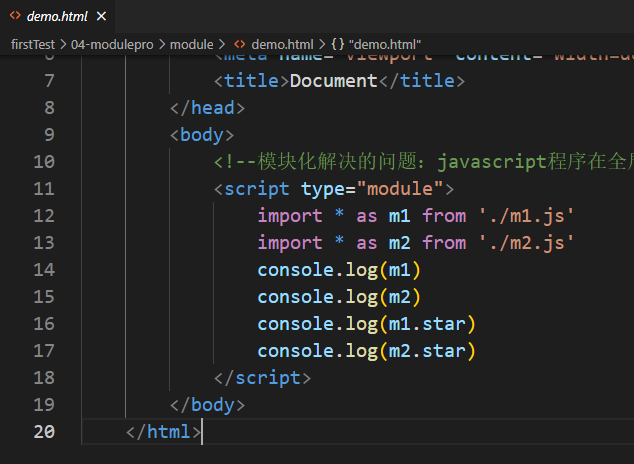 demo.html
firstTest > 04-modulepro > module > demo.html > "demo.html"
6 <meta name="viewport" content="width=d
7 <title>Document</title>
8 </head>
9 <body>
10 <!--模块化解决的问题：javascript程序在全
11 <script type="module">
12 import * as m1 from './m1.js'
13 import * as m2 from './m2.js'
14 console.log(m1)
15 console.log(m2)
16 console.log(m1.star)
17 console.log(m2.star)
18 </script>
19 </body>
20 </html>